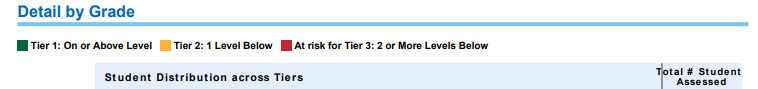 Detail by Grade
Tier 1: On or Above Level Tier 2: 1 Level Below At risk for Tier 3: 2 or More Levels Below
Student Distribution across Tiers
Total # Student
Assessed